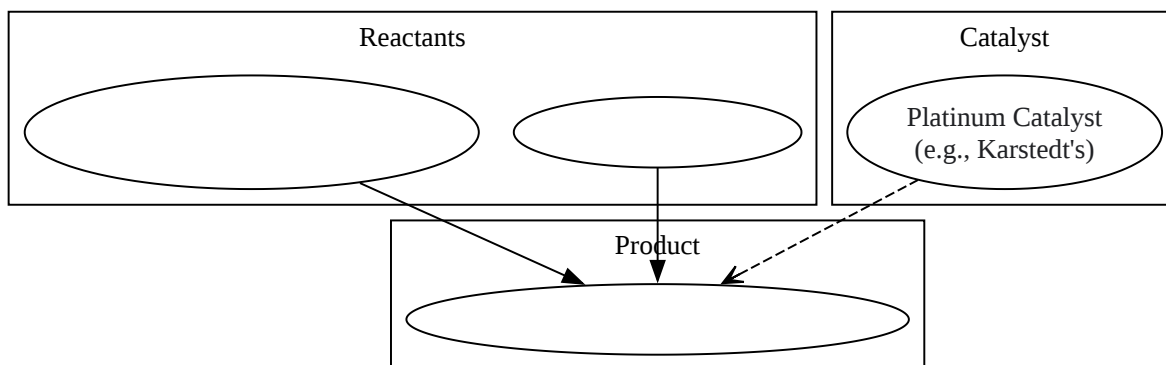 Reactants
Catalyst
Platinum Catalyst
(e.g., Karstedt's)
Product